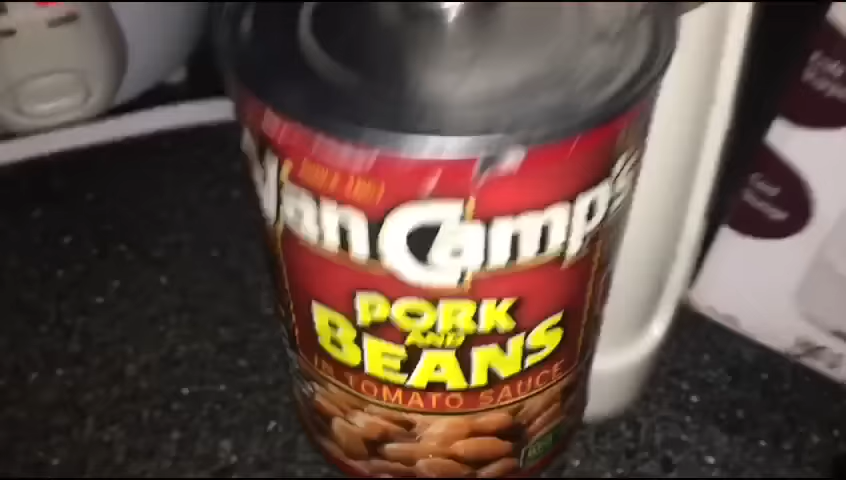 Van Camp's
PORK
AND
BEANS
IN TOMATO SAUCE